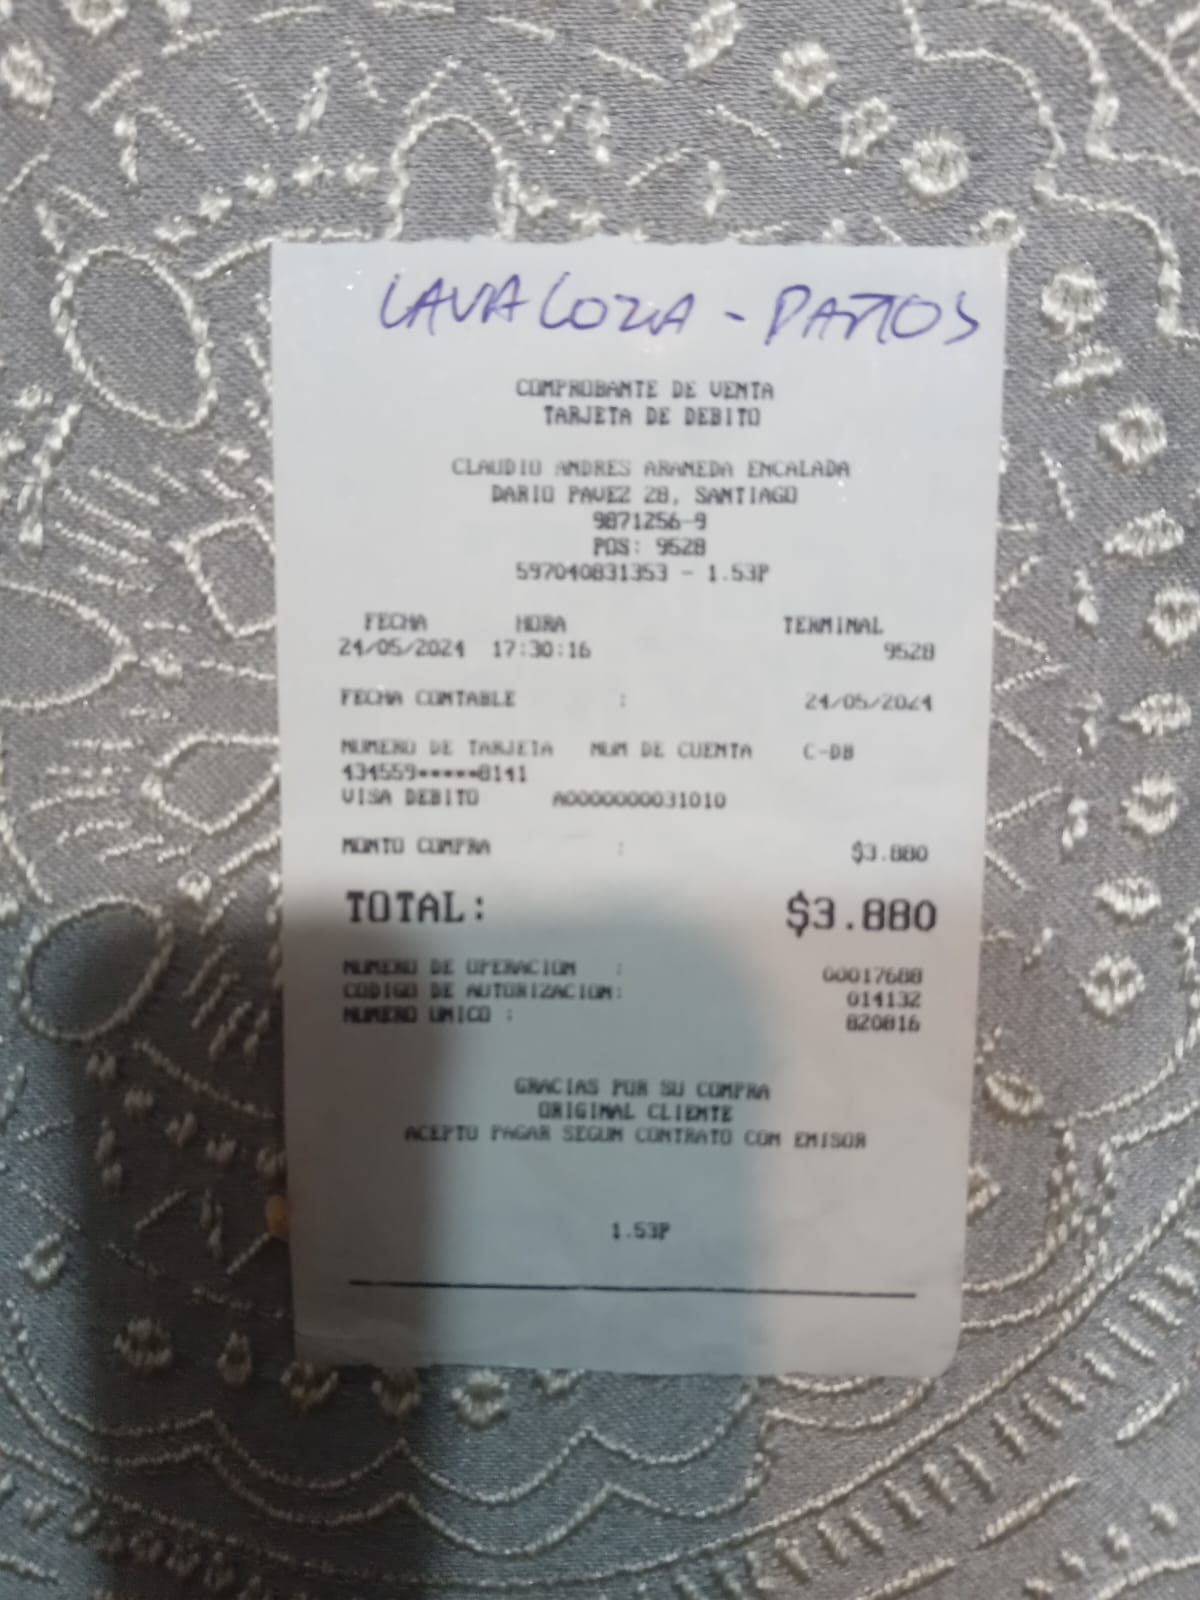 LAVALOZA - PAÑOS
COMPROBANTE DE VENTA
TARJETA DE DEBITO
CLAUDIO ANDRES ARANEDA ENCALADA
DARIO PAVEZ 28, SANTIAGO
9871256-9
POS: 9528
597040831353 - 1.53P
FECHA HORA TERMINAL
24/05/2024 17:30:16 9528
FECHA CONTABLE : 24/05/2024
NUMERO DE TARJETA NUM DE CUENTA C-DB
434559*****8141
VISA DEBITO A0000000031010
MONTO COMPRA : $3.880
TOTAL: $3.880
NUMERO DE OPERACION : 00017688
CODIGO DE AUTORIZACION: 014132
NUMERO UNICO : 820816
GRACIAS POR SU COMPRA
ORIGINAL CLIENTE
ACEPTO PAGAR SEGUN CONTRATO CON EMISOR
1.53P